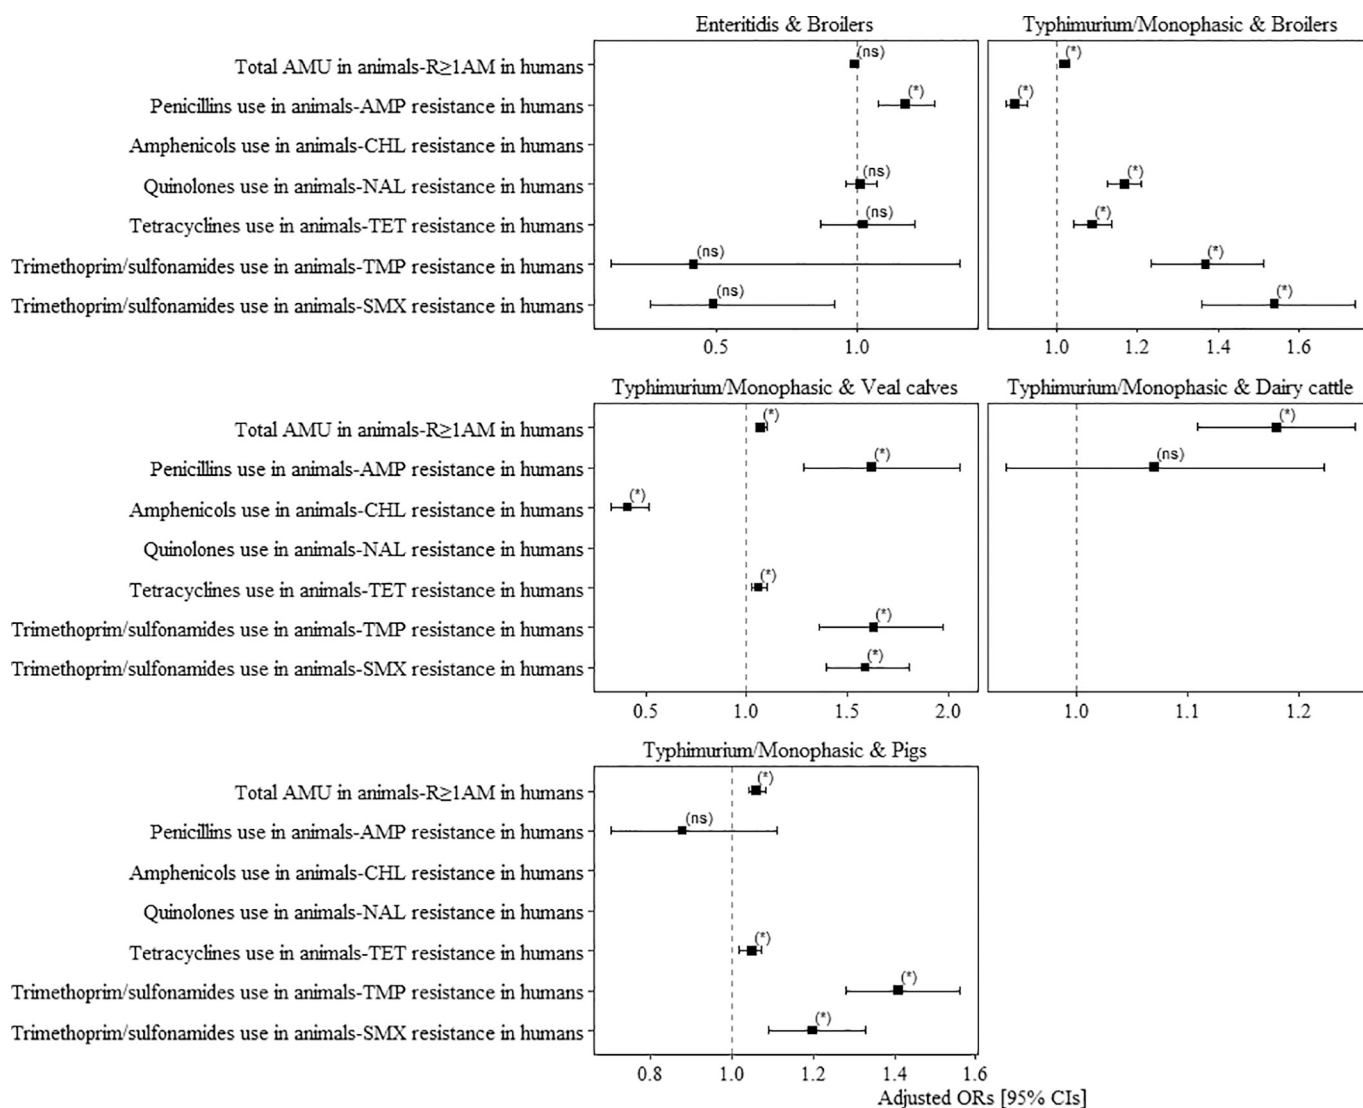 Enteritidis & Broilers
Typhimurium/Monophasic & Broilers
Total AMU in animals-R≥1AM in humans
(ns)
(*)
Penicillins use in animals-AMP resistance in humans
(*)
(*)
Amphenicols use in animals-CHL resistance in humans
Quinolones use in animals-NAL resistance in humans
(ns)
(*)
Tetracyclines use in animals-TET resistance in humans
(ns)
(*)
Trimethoprim/sulfonamides use in animals-TMP resistance in humans
(ns)
(*)
Trimethoprim/sulfonamides use in animals-SMX resistance in humans
(ns)
(*)
0.5 1.0
1.0 1.2 1.4 1.6
Typhimurium/Monophasic & Veal calves
Typhimurium/Monophasic & Dairy cattle
Total AMU in animals-R≥1AM in humans
(*)
(*)
Penicillins use in animals-AMP resistance in humans
(*)
(ns)
Amphenicols use in animals-CHL resistance in humans
(*)
Quinolones use in animals-NAL resistance in humans
Tetracyclines use in animals-TET resistance in humans
(*)
Trimethoprim/sulfonamides use in animals-TMP resistance in humans
(*)
Trimethoprim/sulfonamides use in animals-SMX resistance in humans
(*)
0.5 1.0 1.5 2.0
1.0 1.1 1.2
Typhimurium/Monophasic & Pigs
Total AMU in animals-R≥1AM in humans
(*)
Penicillins use in animals-AMP resistance in humans
(ns)
Amphenicols use in animals-CHL resistance in humans
Quinolones use in animals-NAL resistance in humans
Tetracyclines use in animals-TET resistance in humans
(*)
Trimethoprim/sulfonamides use in animals-TMP resistance in humans
(*)
Trimethoprim/sulfonamides use in animals-SMX resistance in humans
(*)
0.8 1.0 1.2 1.4 1.6
Adjusted ORs [95% CIs]